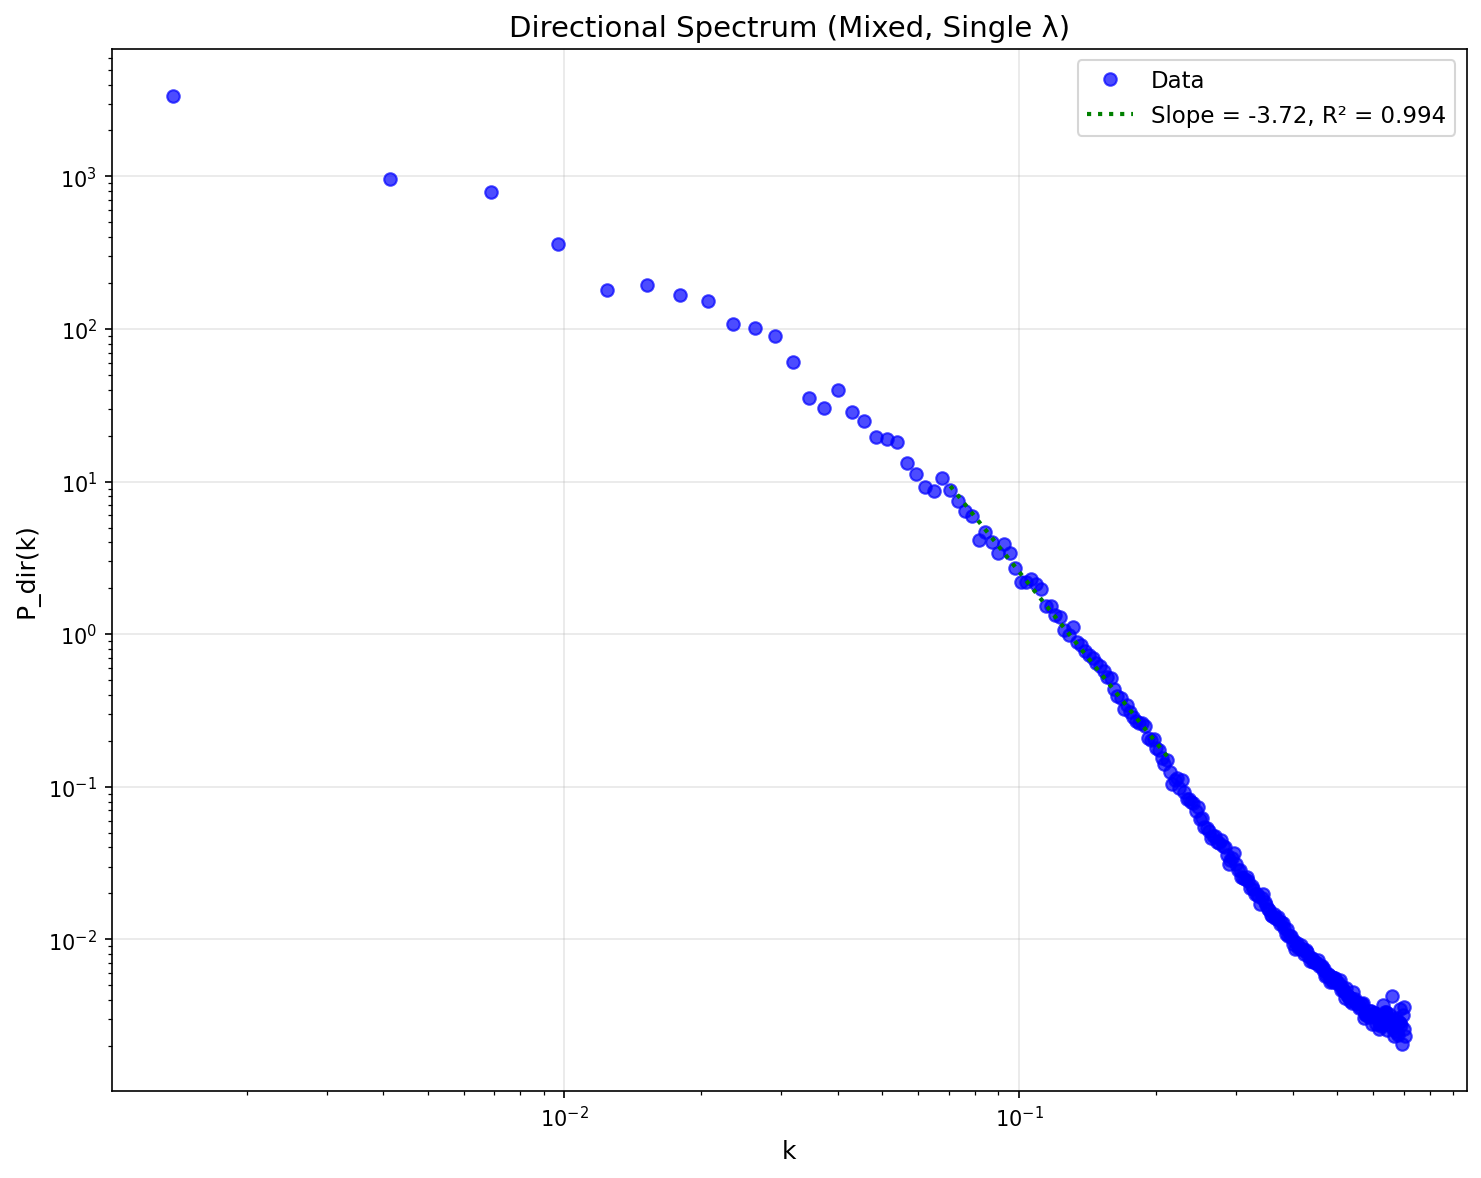 Directional Spectrum (Mixed, Single λ)
Data
Slope = -3.72, R² = 0.994
P_dir(k)
10³
10²
10¹
10⁰
10⁻¹
10⁻²
10⁻²
10⁻¹
k